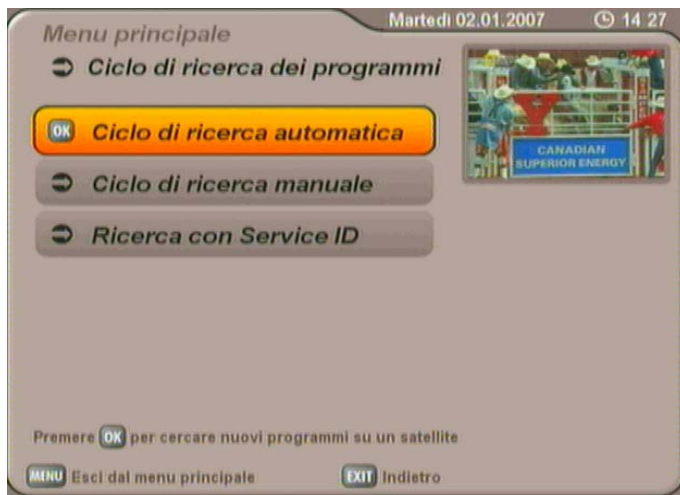 Martedì 02.01.2007 14 27
Menu principale
Ciclo di ricerca dei programmi
OK Ciclo di ricerca automatica
Ciclo di ricerca manuale
Ricerca con Service ID
CANADIAN
SUPERIOR ENERGY
Premere OK per cercare nuovi programmi su un satellite
MENU Esci dal menu principale EXIT Indietro